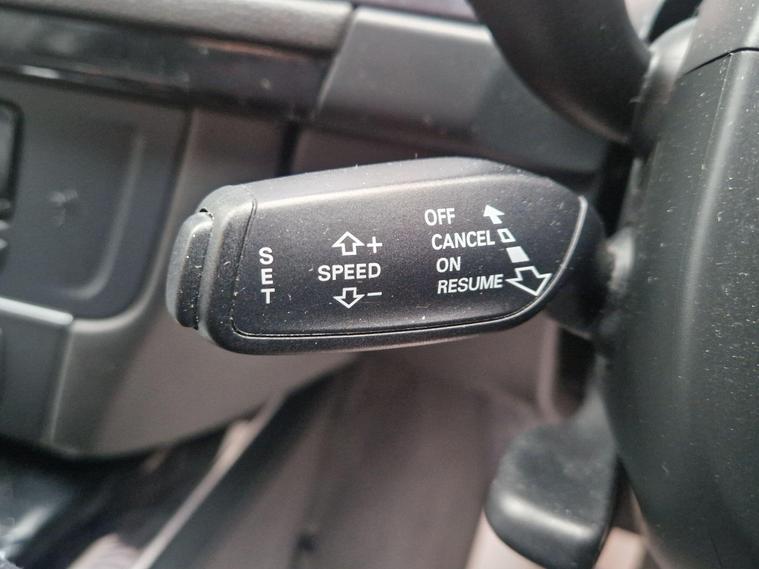 SET
SPEED
+
-
OFF
CANCEL
ON
RESUME